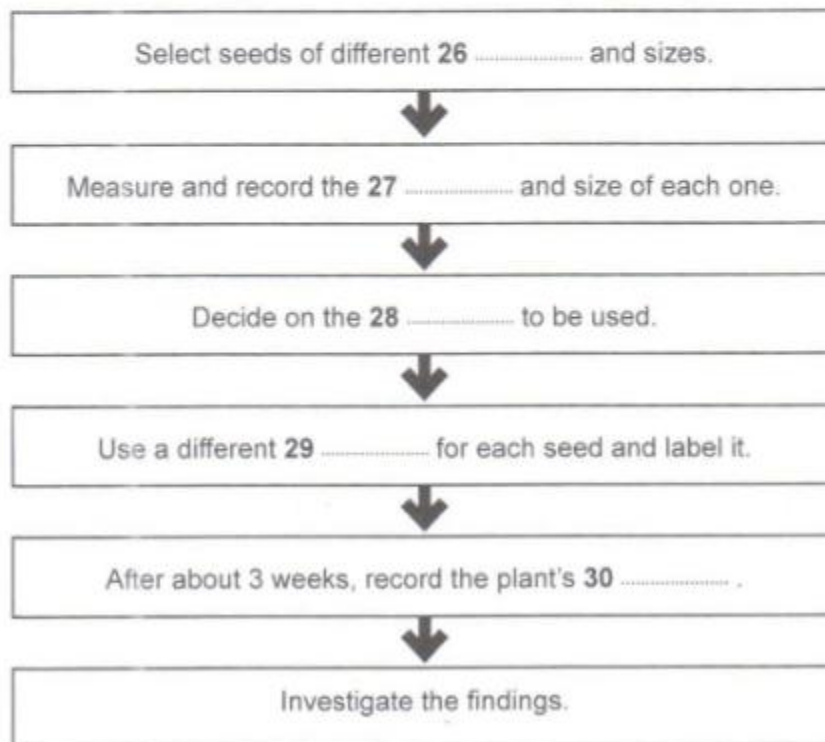 Select seeds of different 26 .................... and sizes.
Measure and record the 27 .................... and size of each one.
Decide on the 28 .................... to be used.
Use a different 29 .................... for each seed and label it.
After about 3 weeks, record the plant's 30 .................... .
Investigate the findings.